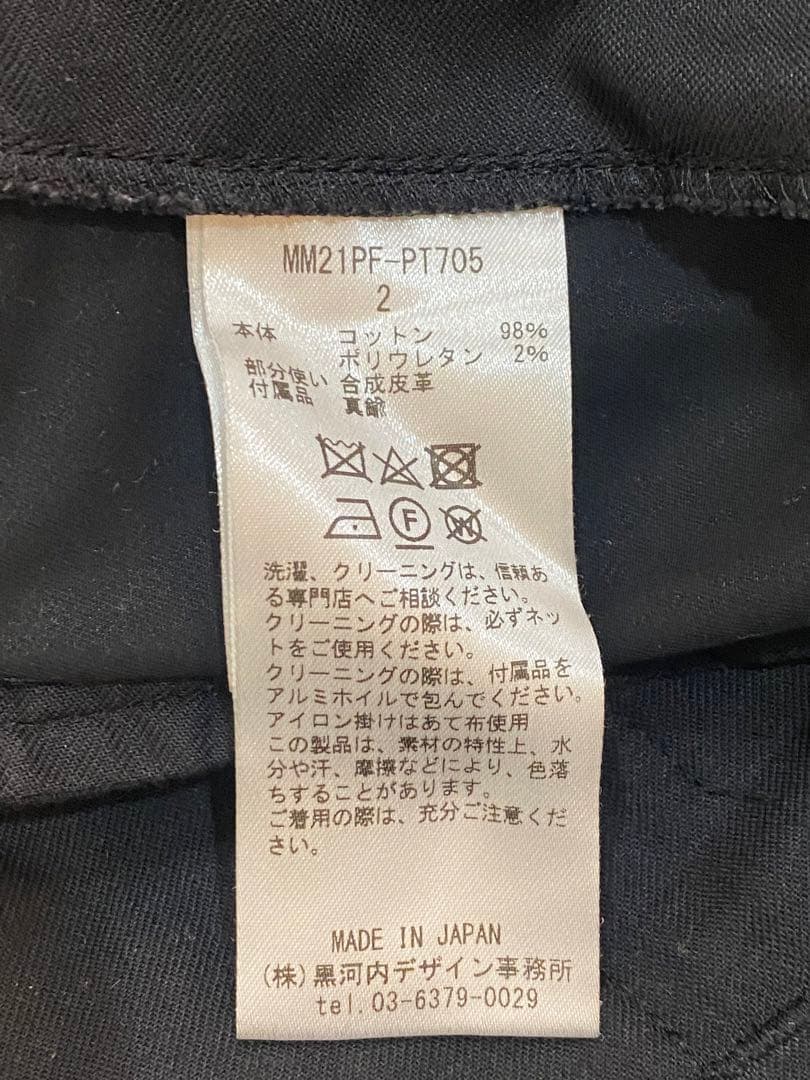 MM21PF-PT705
2
本体 コットン 98%
ポリウレタン 2%
部分使い 合成皮革
付属品 真鍮
F
W
洗濯、クリーニングは、信頼あ
る専門店へご相談ください。
クリーニングの際は、必ずネッ
トをご使用ください。
クリーニングの際は、付属品を
アルミホイルで包んでください。
アイロン掛けはあて布使用
この製品は、素材の特性上、水
分や汗、摩擦などにより、色落
ちすることがあります。
ご着用の際は、充分ご注意くだ
さい。
MADE IN JAPAN
(株)黒河内デザイン事務所
tel.03-6379-0029